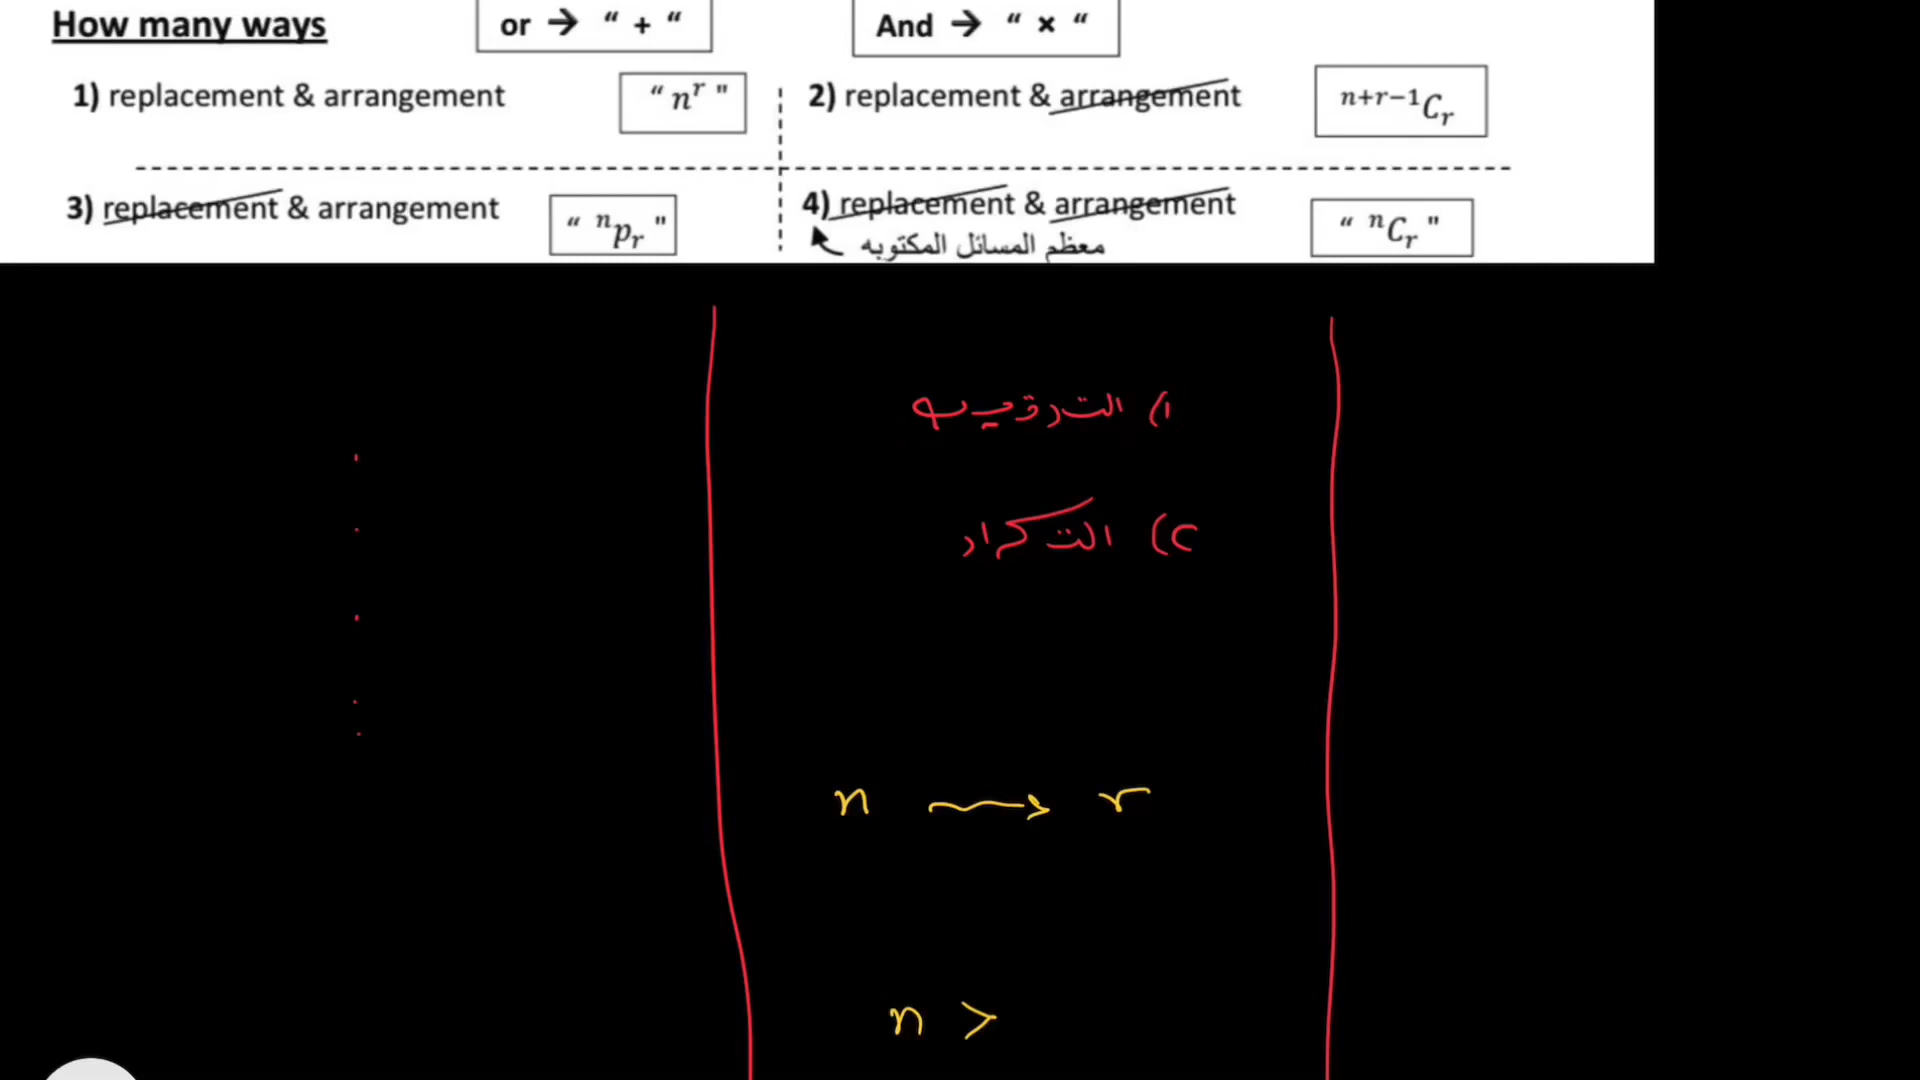 How many ways or → “ + “ And → “ × “
1) replacement & arrangement “ nʳ " 2) replacement & arrangement ⁿ⁺ʳ⁻¹Cᵣ
3) replacement & arrangement “ ⁿpᵣ " 4) replacement & arrangement “ ⁿCᵣ "
معظم المسائل المكتوبه
١) الترتيب
٢) التكرار
n → r
n >